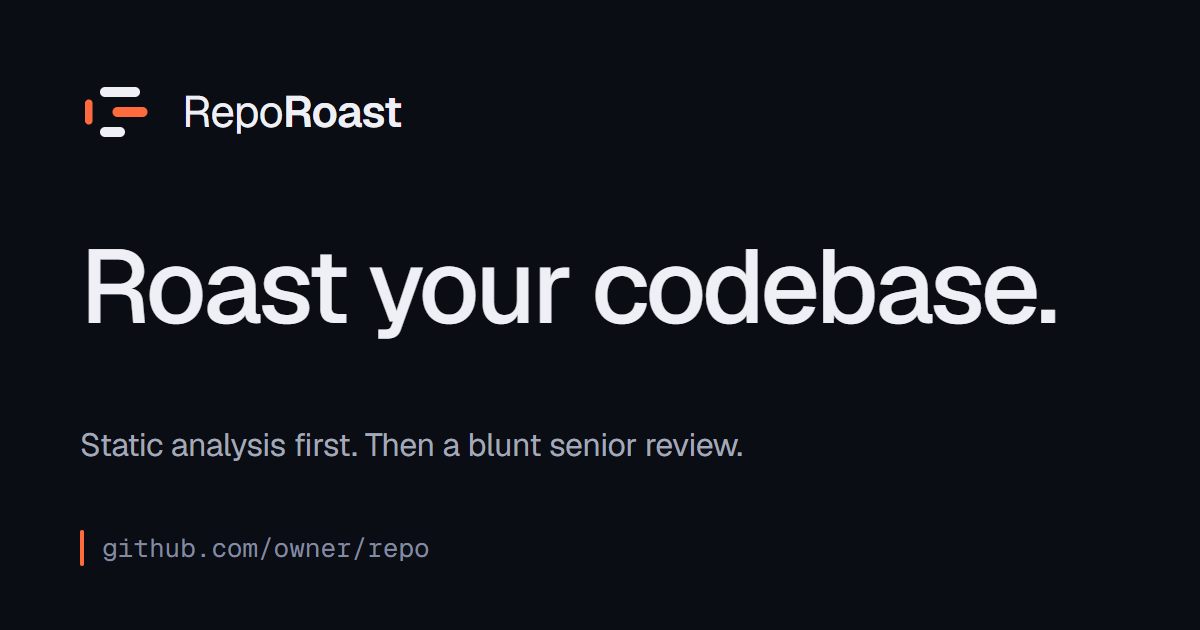 RepoRoast
Roast your codebase.
Static analysis first. Then a blunt senior review.
github.com/owner/repo